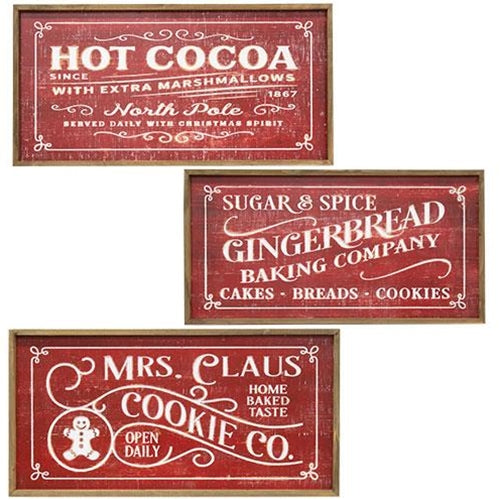 HOT COCOA
SINCE
WITH EXTRA MARSHMALLOWS
1867
North Pole
SERVED DAILY WITH CHRISTMAS SPIRIT
SUGAR & SPICE
GINGERBREAD
BAKING COMPANY
CAKES - BREADS - COOKIES
MRS. CLAUS
HOME
BAKED
TASTE
COOKIE CO.
OPEN
DAILY